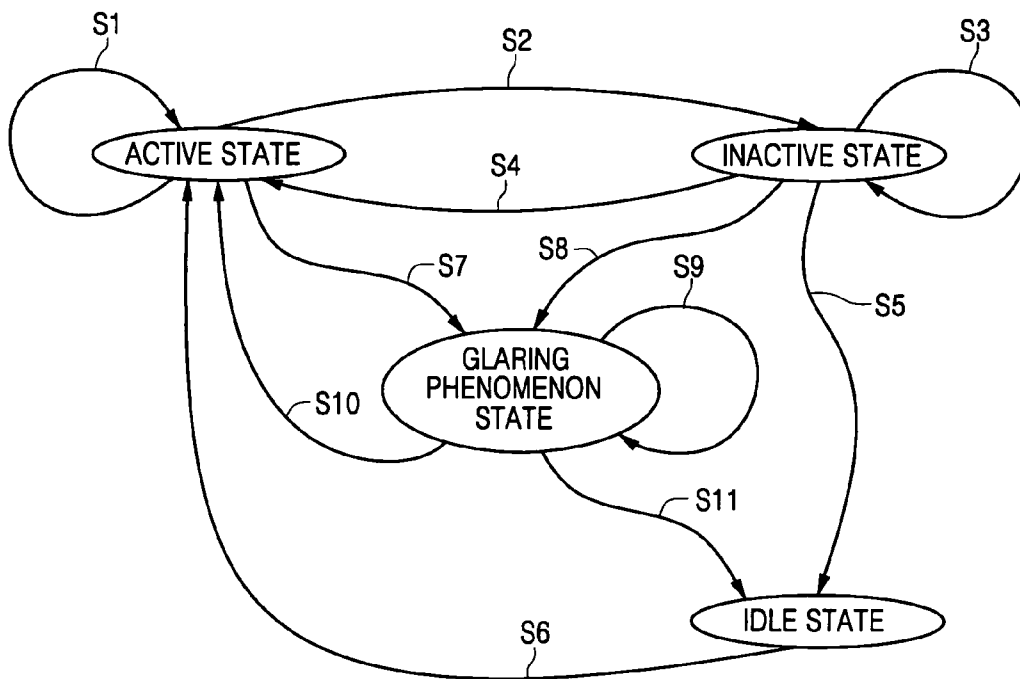 S1
S2
S3
ACTIVE STATE
INACTIVE STATE
S4
S7
S8
S9
S5
GLARING
PHENOMENON
STATE
S10
S11
IDLE STATE
S6